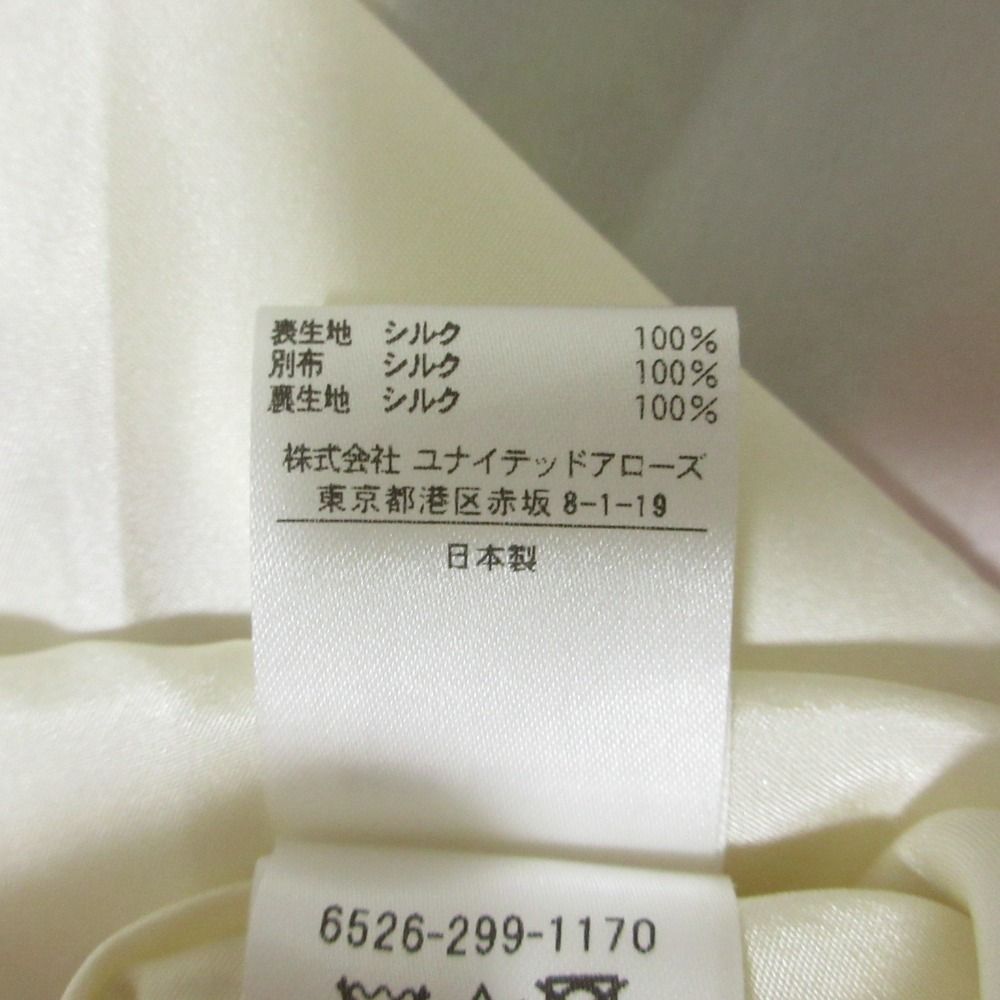 表生地 シルク 100%
別布 シルク 100%
裏生地 シルク 100%
株式会社 ユナイテッドアローズ
東京都港区赤坂 8-1-19
日本製
6526-299-1170